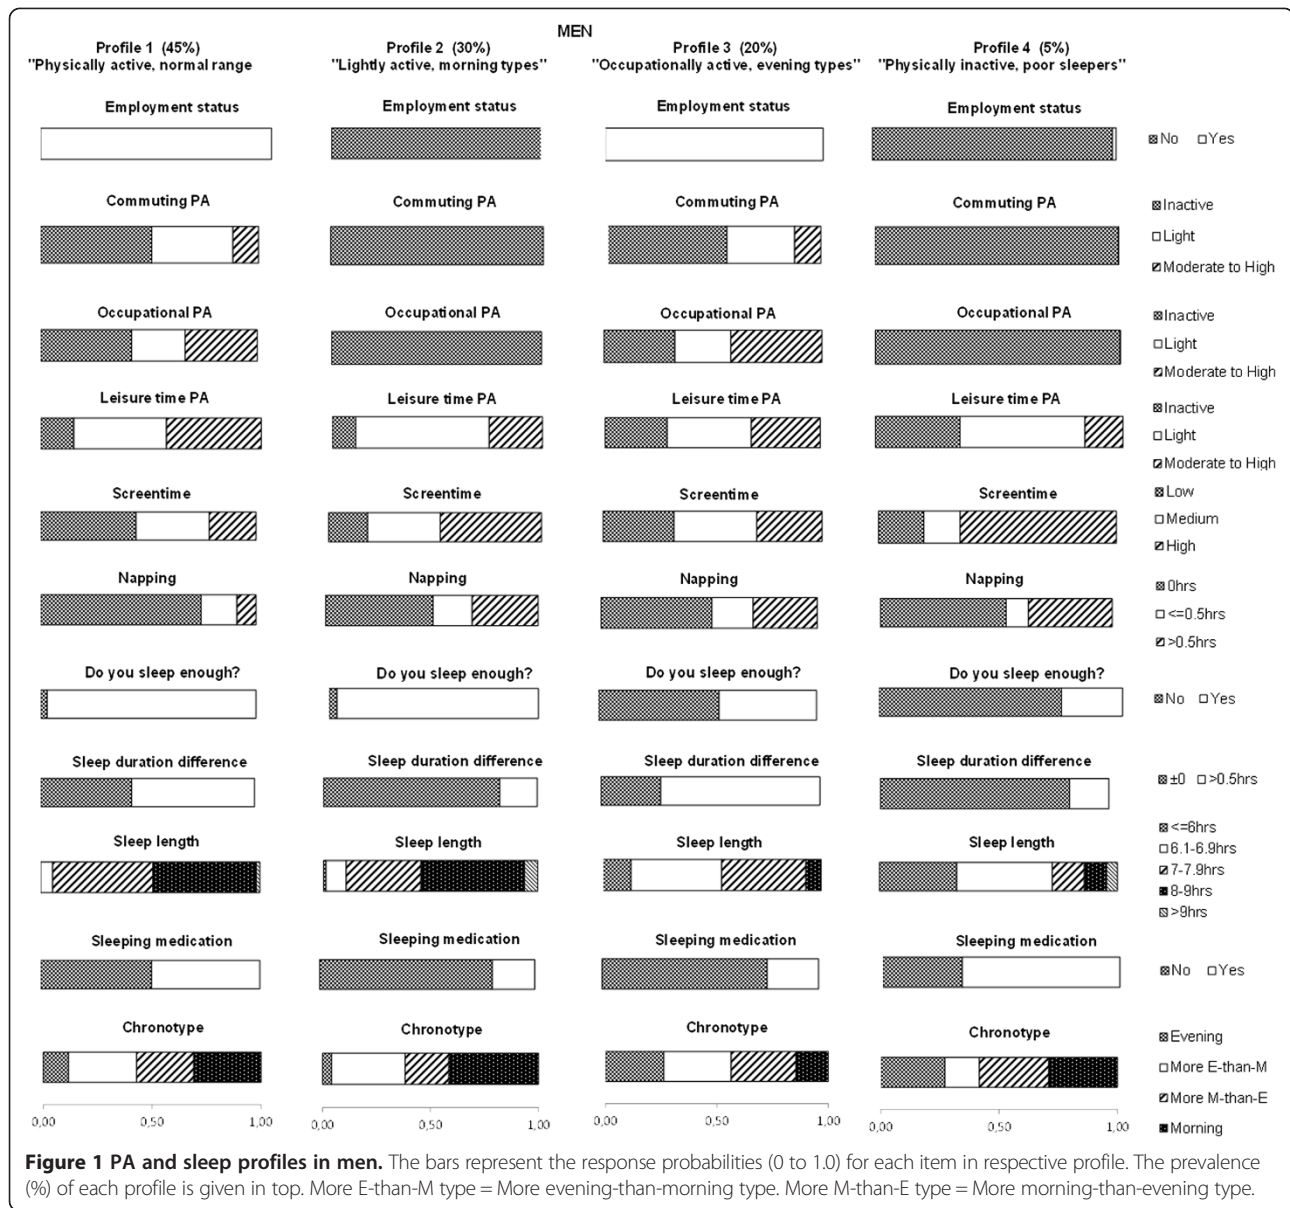 MEN
Profile 1 (45%)
"Physically active, normal range
Profile 2 (30%)
"Lightly active, morning types"
Profile 3 (20%)
"Occupationally active, evening types"
Profile 4 (5%)
"Physically inactive, poor sleepers"
Employment status Employment status Employment status Employment status
No Yes
Commuting PA Commuting PA Commuting PA Commuting PA
Inactive
Light
Moderate to High
Occupational PA Occupational PA Occupational PA Occupational PA
Inactive
Light
Moderate to High
Leisure time PA Leisure time PA Leisure time PA Leisure time PA
Inactive
Light
Moderate to High
Screentime Screentime Screentime Screentime
Low
Medium
High
Napping Napping Napping Napping
0hrs
<=0.5hrs
>0.5hrs
Do you sleep enough? Do you sleep enough? Do you sleep enough? Do you sleep enough?
No Yes
Sleep duration difference Sleep duration difference Sleep duration difference Sleep duration difference
±0 >0.5hrs
Sleep length Sleep length Sleep length Sleep length
<=6hrs
6.1-6.9hrs
7-7.9hrs
8-9hrs
>9hrs
Sleeping medication Sleeping medication Sleeping medication Sleeping medication
No Yes
Chronotype Chronotype Chronotype Chronotype
Evening
More E-than-M
More M-than-E
Morning
0,00 0,50 1,00 0,00 0,50 1,00 0,00 0,50 1,00 0,00 0,50 1,00
Figure 1 PA and sleep profiles in men. The bars represent the response probabilities (0 to 1.0) for each item in respective profile. The prevalence
(%) of each profile is given in top. More E-than-M type = More evening-than-morning type. More M-than-E type = More morning-than-evening type.